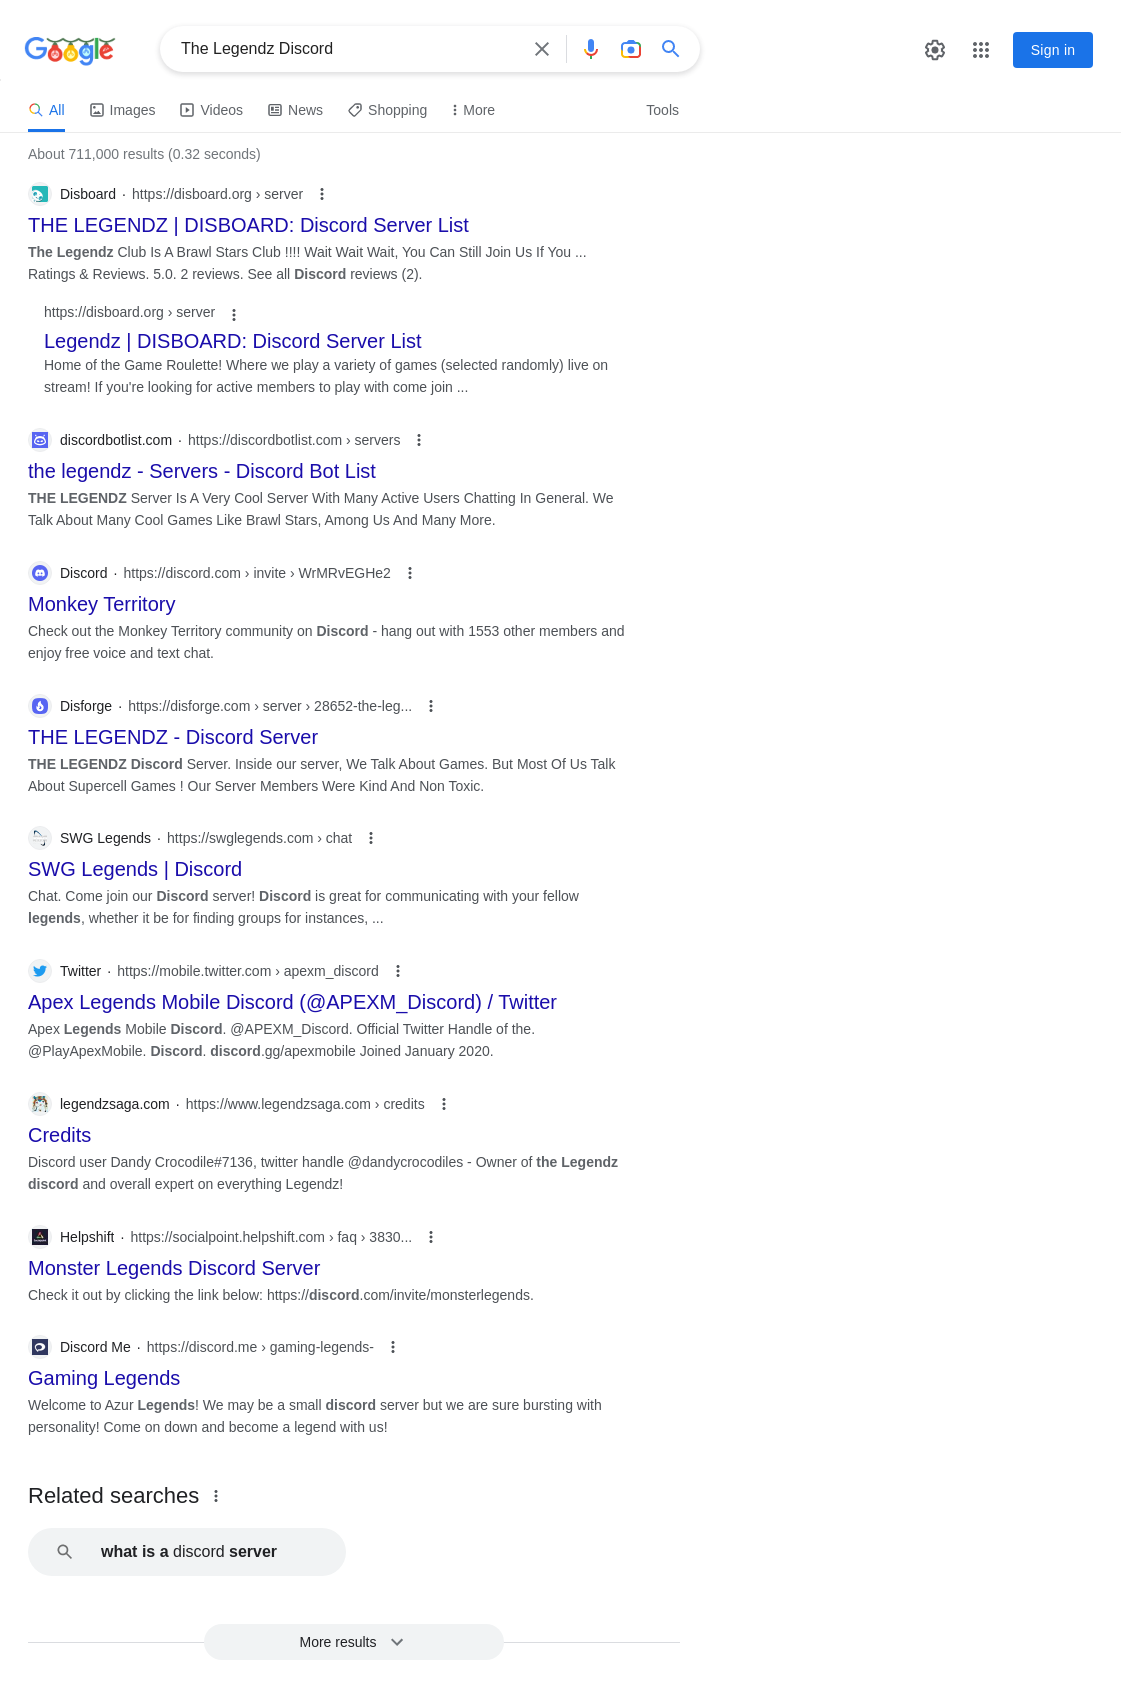 Google
The Legendz Discord
Sign in
All
Images
Videos
News
Shopping
More
Tools
About 711,000 results (0.32 seconds)
Disboard · https://disboard.org › server
THE LEGENDZ | DISBOARD: Discord Server List
The Legendz Club Is A Brawl Stars Club !!!! Wait Wait Wait, You Can Still Join Us If You ...
Ratings & Reviews. 5.0. 2 reviews. See all Discord reviews (2).
https://disboard.org › server
Legendz | DISBOARD: Discord Server List
Home of the Game Roulette! Where we play a variety of games (selected randomly) live on
stream! If you're looking for active members to play with come join ...
discordbotlist.com · https://discordbotlist.com › servers
the legendz - Servers - Discord Bot List
THE LEGENDZ Server Is A Very Cool Server With Many Active Users Chatting In General. We
Talk About Many Cool Games Like Brawl Stars, Among Us And Many More.
Discord · https://discord.com › invite › WrMRvEGHe2
Monkey Territory
Check out the Monkey Territory community on Discord - hang out with 1553 other members and
enjoy free voice and text chat.
Disforge · https://disforge.com › server › 28652-the-leg...
THE LEGENDZ - Discord Server
THE LEGENDZ Discord Server. Inside our server, We Talk About Games. But Most Of Us Talk
About Supercell Games ! Our Server Members Were Kind And Non Toxic.
SWG Legends · https://swglegends.com › chat
SWG Legends | Discord
Chat. Come join our Discord server! Discord is great for communicating with your fellow
legends, whether it be for finding groups for instances, ...
Twitter · https://mobile.twitter.com › apexm_discord
Apex Legends Mobile Discord (@APEXM_Discord) / Twitter
Apex Legends Mobile Discord. @APEXM_Discord. Official Twitter Handle of the.
@PlayApexMobile. Discord. discord.gg/apexmobile Joined January 2020.
legendzsaga.com · https://www.legendzsaga.com › credits
Credits
Discord user Dandy Crocodile#7136, twitter handle @dandycrocodiles - Owner of the Legendz
discord and overall expert on everything Legendz!
Helpshift · https://socialpoint.helpshift.com › faq › 3830...
Monster Legends Discord Server
Check it out by clicking the link below: https://discord.com/invite/monsterlegends.
Discord Me · https://discord.me › gaming-legends-
Gaming Legends
Welcome to Azur Legends! We may be a small discord server but we are sure bursting with
personality! Come on down and become a legend with us!
Related searches
what is a discord server
More results